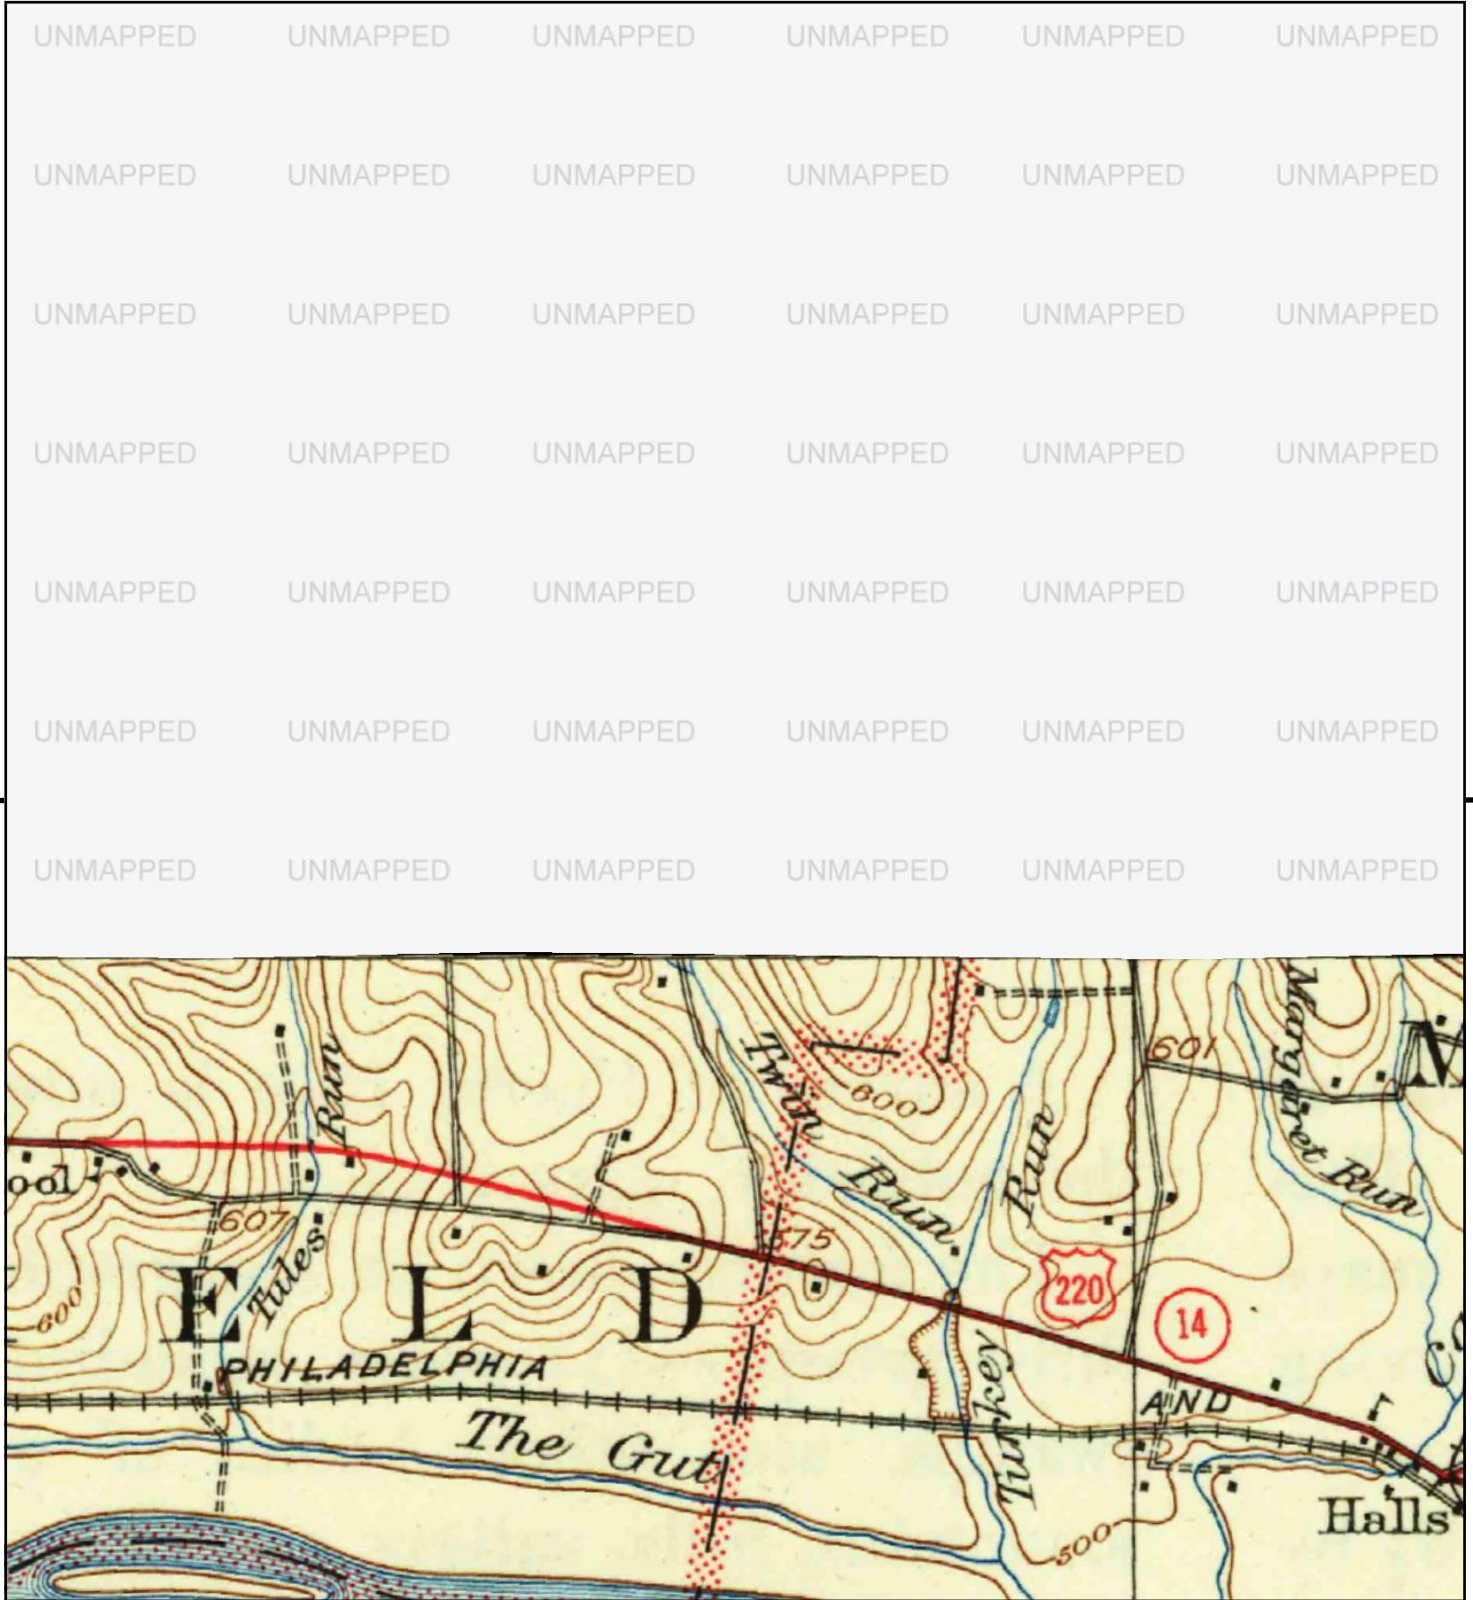 UNMAPPED UNMAPPED UNMAPPED UNMAPPED UNMAPPED UNMAPPED
UNMAPPED UNMAPPED UNMAPPED UNMAPPED UNMAPPED UNMAPPED
UNMAPPED UNMAPPED UNMAPPED UNMAPPED UNMAPPED UNMAPPED
UNMAPPED UNMAPPED UNMAPPED UNMAPPED UNMAPPED UNMAPPED
UNMAPPED UNMAPPED UNMAPPED UNMAPPED UNMAPPED UNMAPPED
UNMAPPED UNMAPPED UNMAPPED UNMAPPED UNMAPPED UNMAPPED
UNMAPPED UNMAPPED UNMAPPED UNMAPPED UNMAPPED UNMAPPED
Twin Run
601
Margeret Run
M
600
Tules Run
Turkey Run
ool
607
575
600
E L D
220
14
PHILADELPHIA AND
The Gut
Halls
500